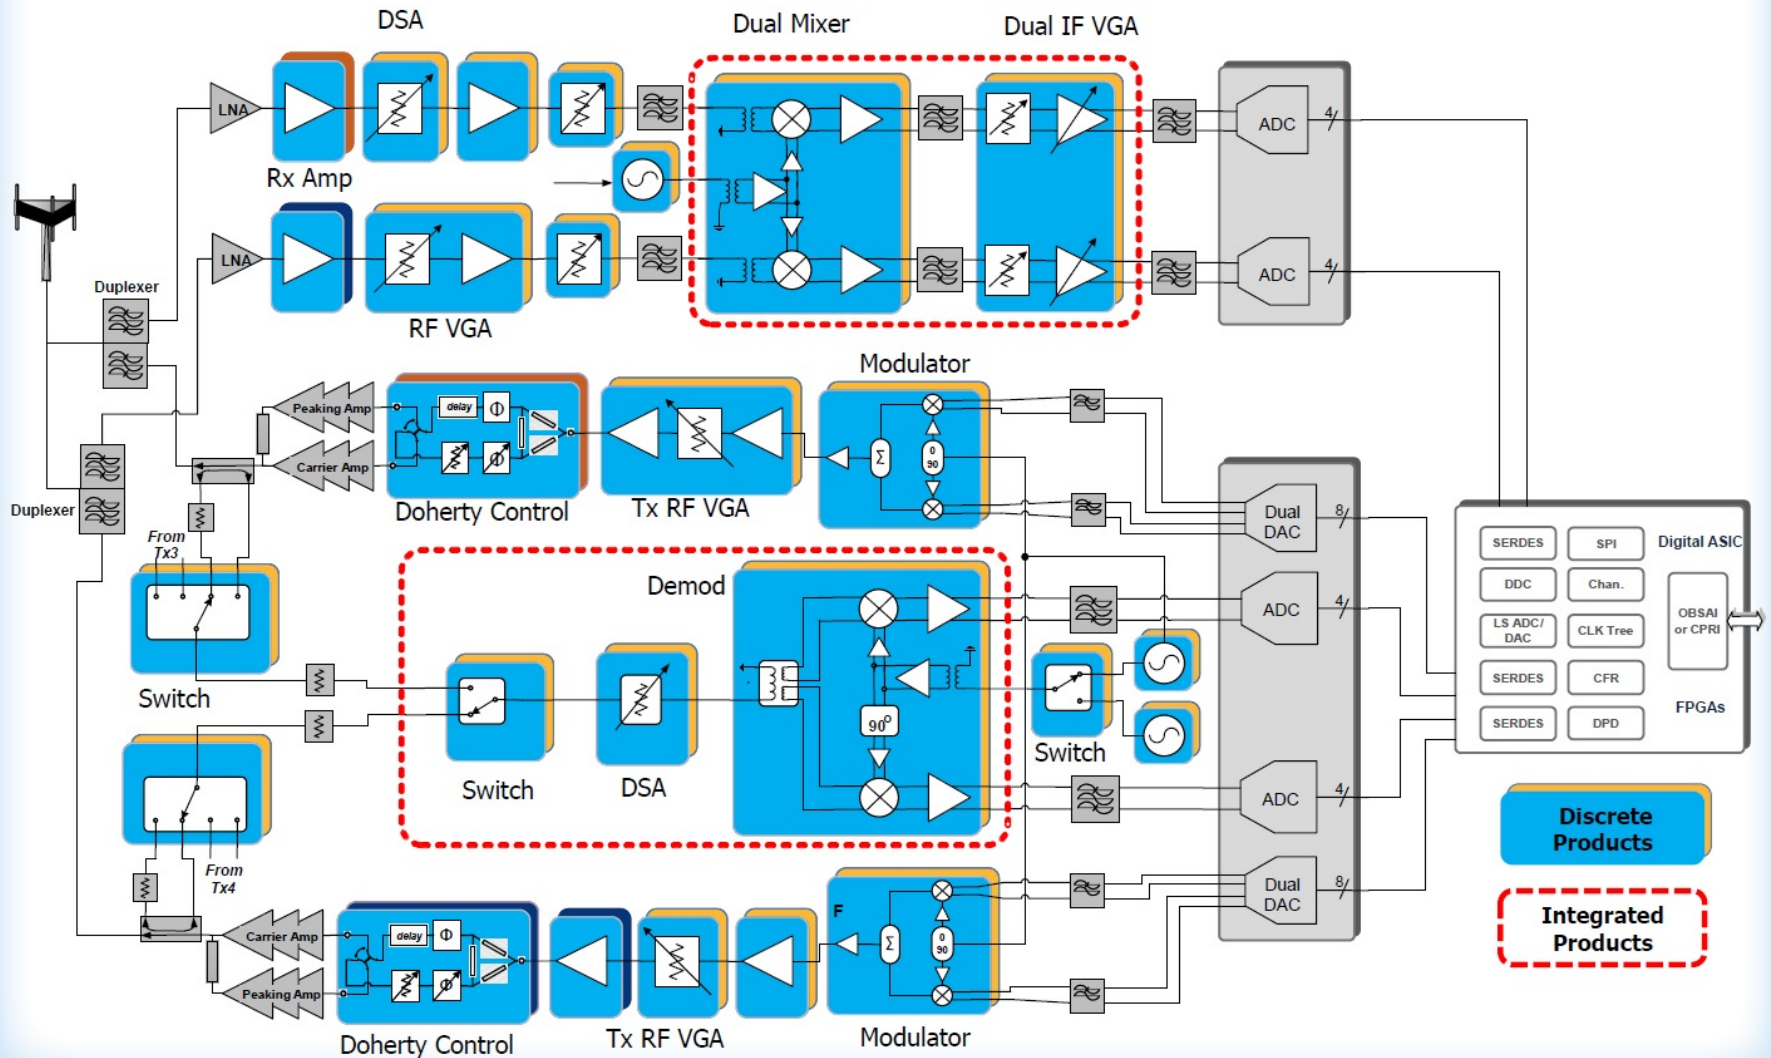 DSA
Dual Mixer
Dual IF VGA
LNA
ADC
4
Rx Amp
LNA
ADC
4
Duplexer
RF VGA
Modulator
Peaking Amp
delay
Φ
Carrier Amp
Φ
Σ
0
90
Doherty Control
Tx RF VGA
Duplexer
Dual
DAC
8
From
Tx3
SERDES
SPI
Digital ASIC
DDC
Chan.
OBSAI
or CPRI
LS ADC/
DAC
CLK Tree
SERDES
CFR
SERDES
DPD
FPGAs
Demod
ADC
4
Switch
90°
Switch
Switch
DSA
ADC
4
Discrete
Products
From
Tx4
Dual
DAC
8
F
Integrated
Products
Carrier Amp
delay
Φ
Peaking Amp
Φ
Σ
0
90
Doherty Control
Tx RF VGA
Modulator